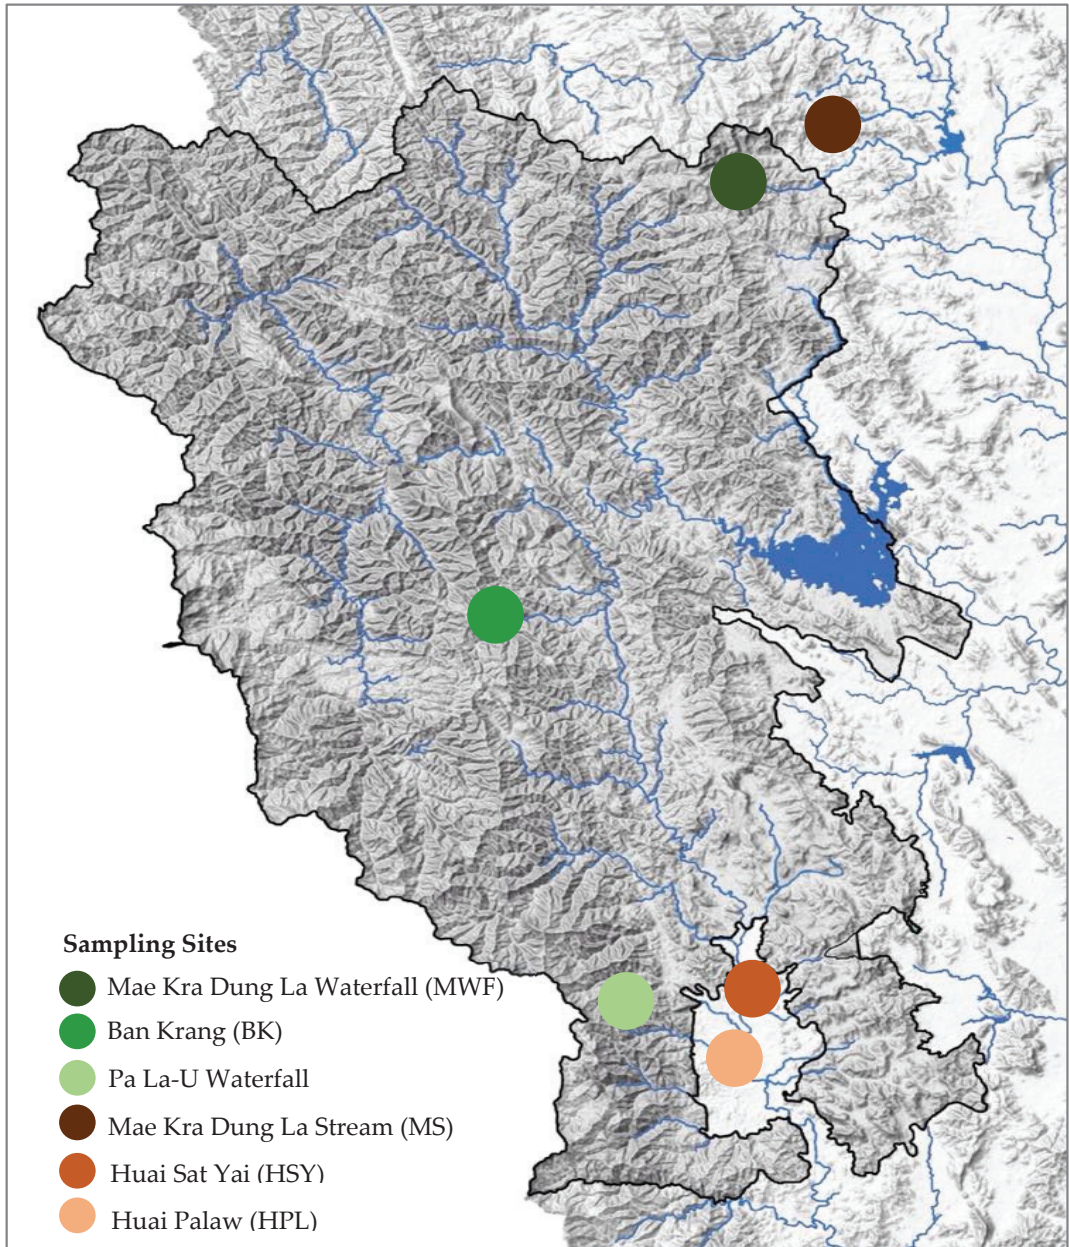 Sampling Sites
Mae Kra Dung La Waterfall (MWF)
Ban Krang (BK)
Pa La-U Waterfall
Mae Kra Dung La Stream (MS)
Huai Sat Yai (HSY)
Huai Palaw (HPL)